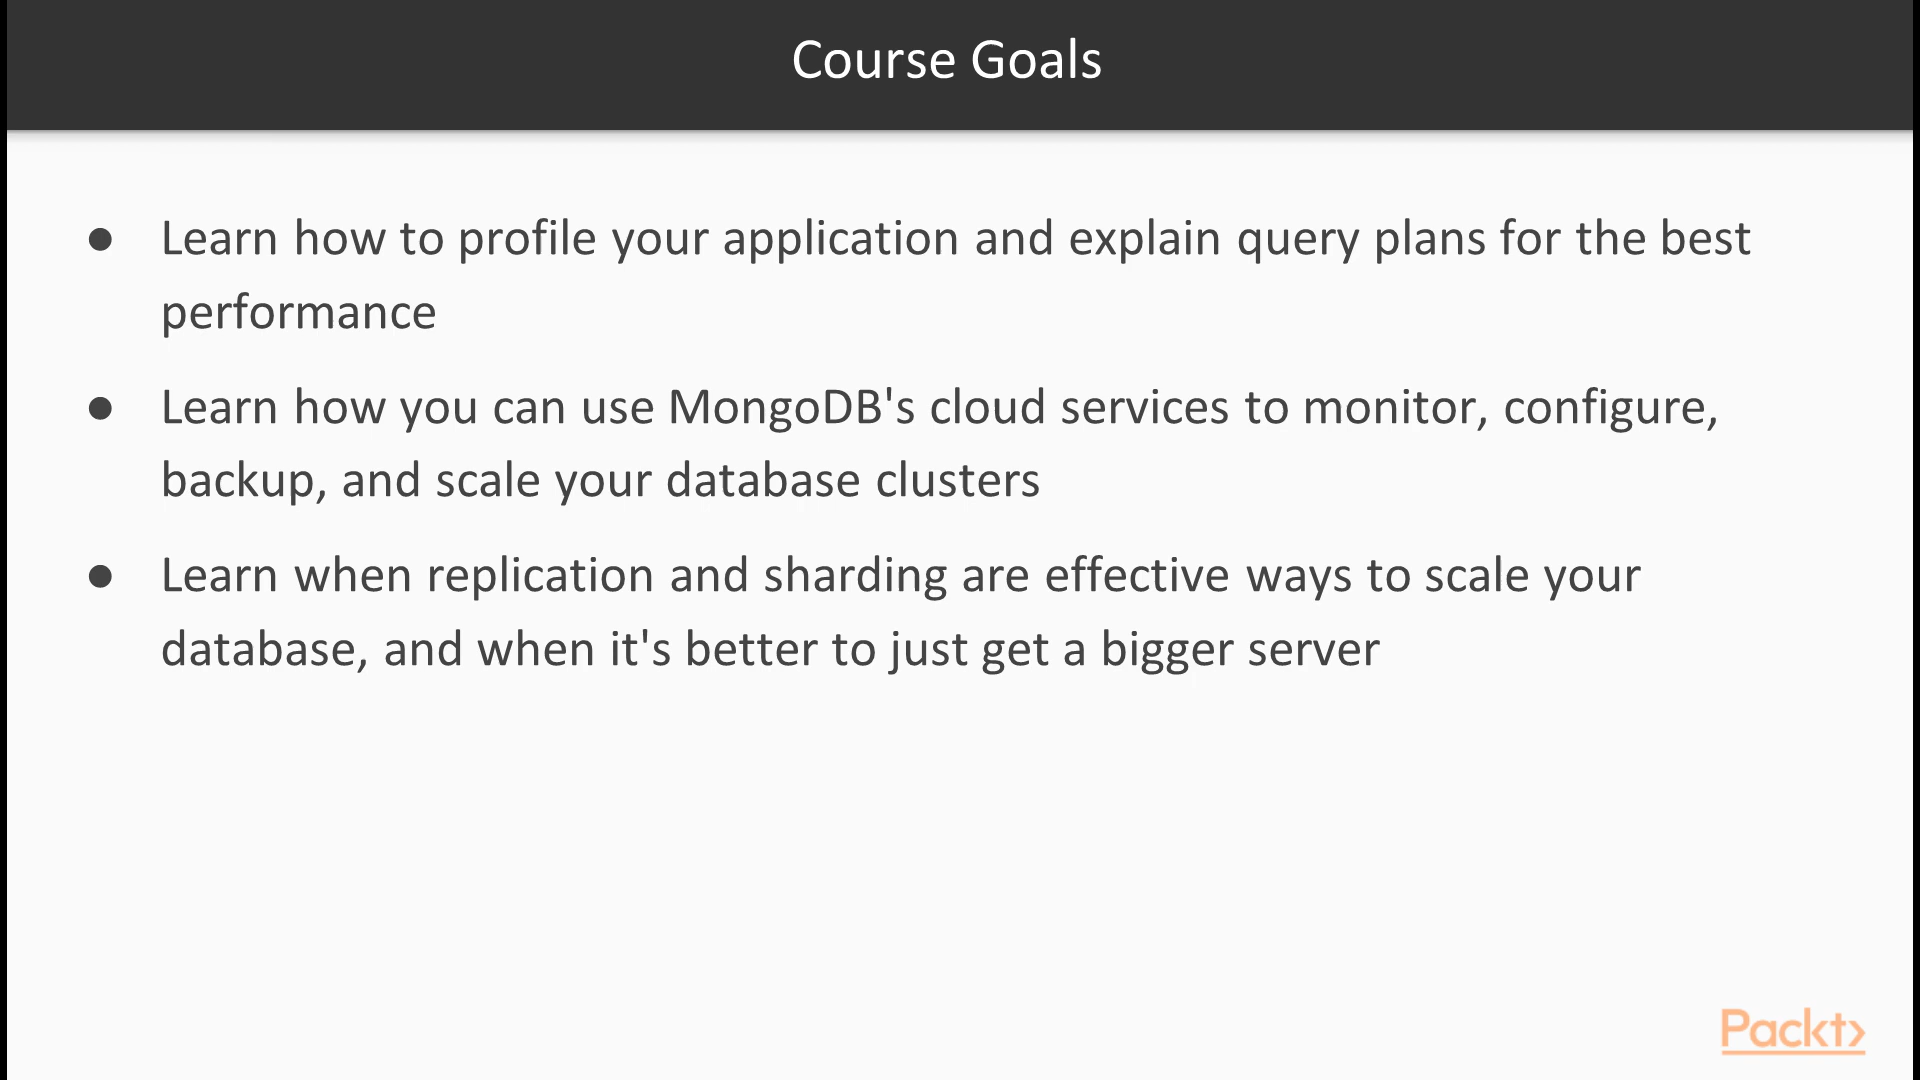 Course Goals
● Learn how to profile your application and explain query plans for the best
performance
● Learn how you can use MongoDB's cloud services to monitor, configure,
backup, and scale your database clusters
● Learn when replication and sharding are effective ways to scale your
database, and when it's better to just get a bigger server
Packt>